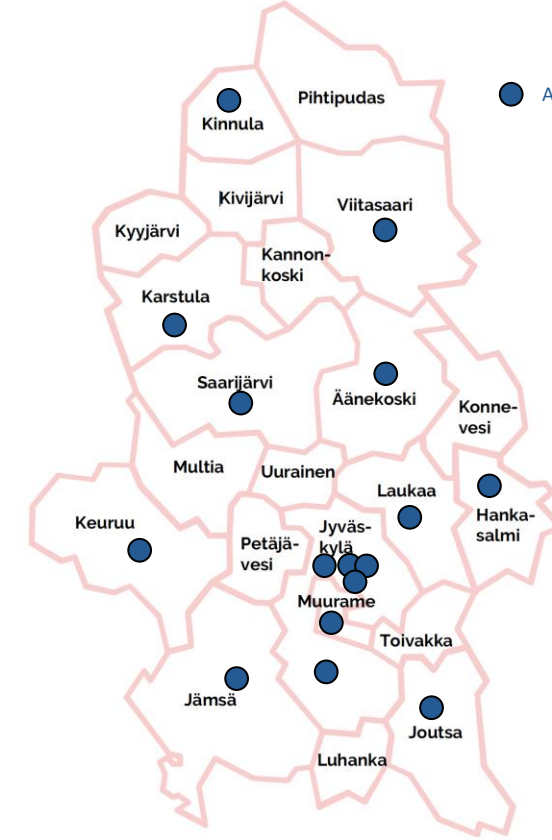 Pihtipudas
A
Kinnula
Kivijärvi
Viitasaari
Kyyjärvi
Kannon-
koski
Karstula
Saarijärvi
Äänekoski
Konne-
vesi
Multia
Uurainen
Laukaa
Keuruu
Jyväs-
kylä
Hanka-
salmi
Petäjä-
vesi
Muurame
Toivakka
Jämsä
Joutsa
Luhanka